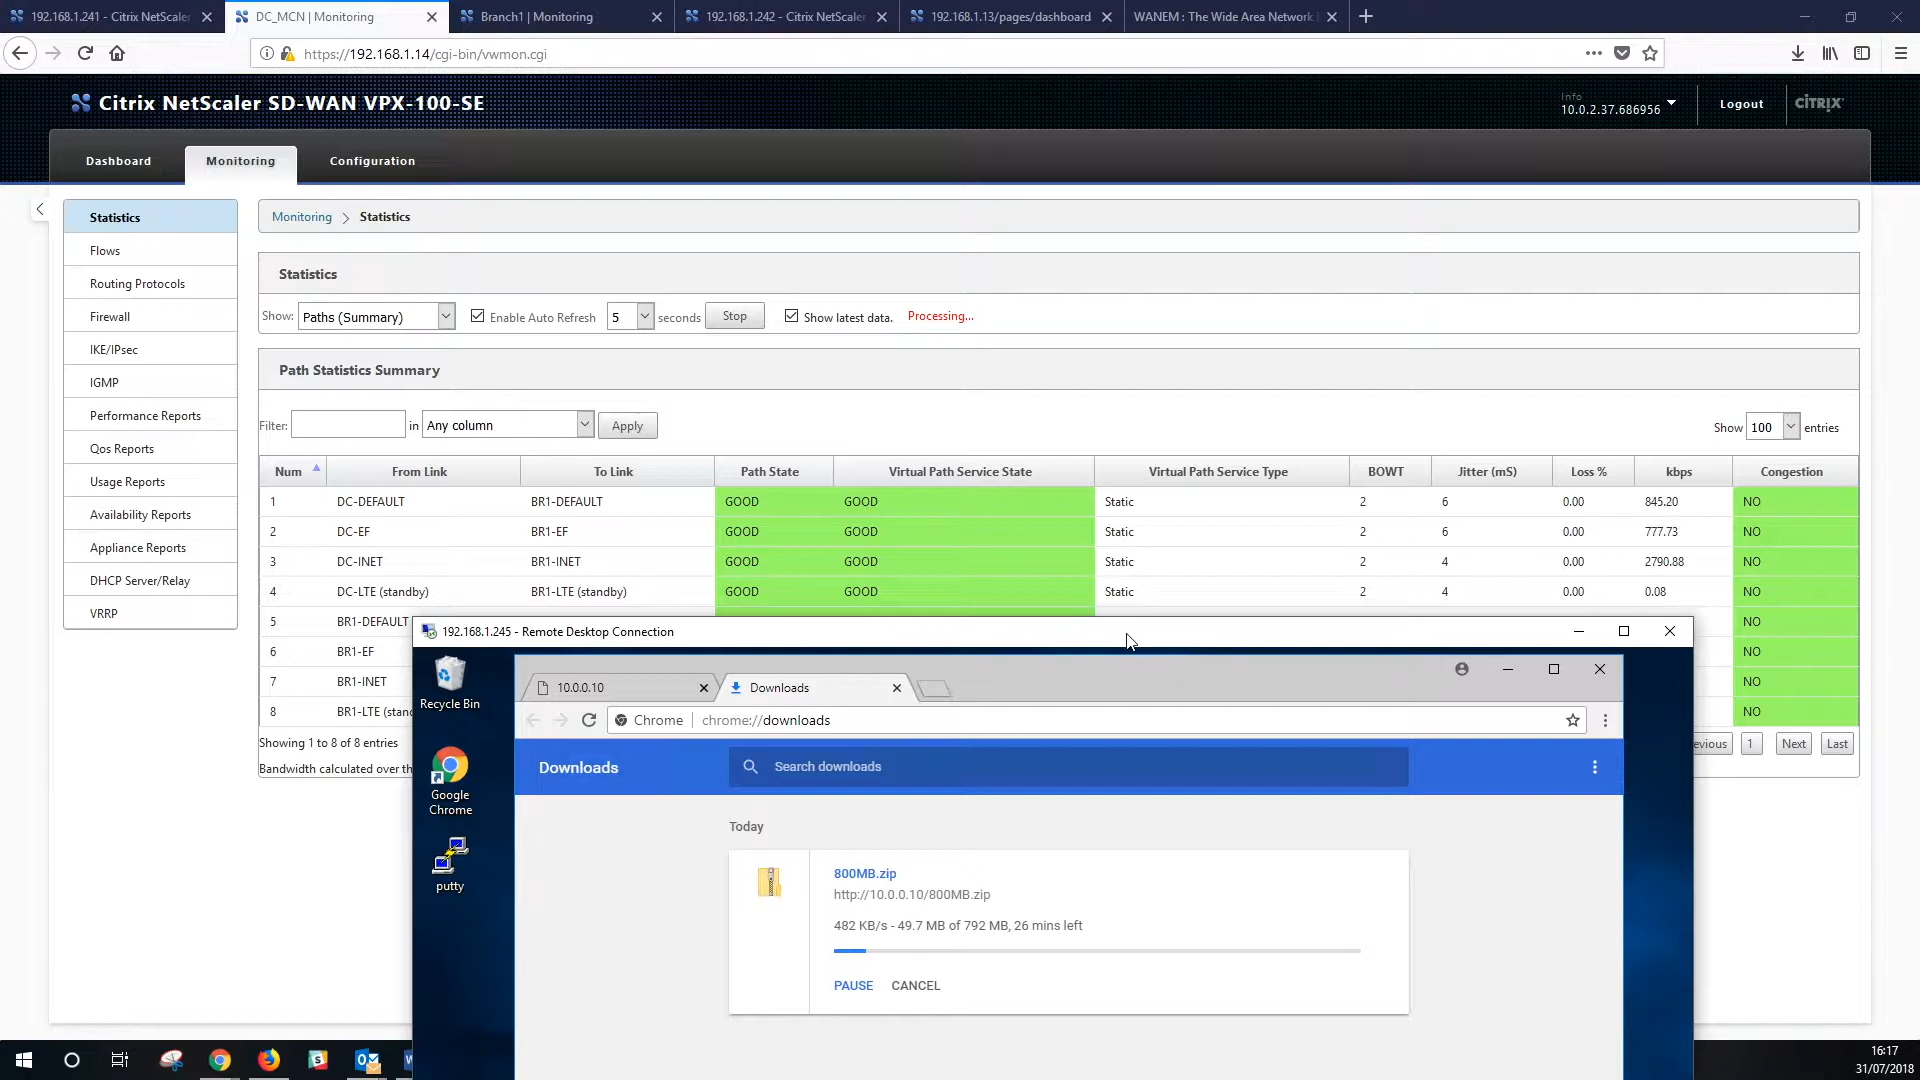 192.168.1.241 - Citrix NetScaler
DC_MCN | Monitoring
Branch1 | Monitoring
192.168.1.242 - Citrix NetScaler
192.168.1.13/pages/dashboard
WANEM : The Wide Area Network
https://192.168.1.14/cgi-bin/vwmon.cgi
Citrix NetScaler SD-WAN VPX-100-SE
Info
10.0.2.37.686956
Logout
CITRIX
Dashboard
Monitoring
Configuration
Statistics
Flows
Routing Protocols
Firewall
IKE/IPsec
IGMP
Performance Reports
Qos Reports
Usage Reports
Availability Reports
Appliance Reports
DHCP Server/Relay
VRRP
Monitoring > Statistics
Statistics
Show: Paths (Summary) Enable Auto Refresh 5 seconds Stop Show latest data. Processing...
Path Statistics Summary
Filter: in Any column Apply
Show 100 entries
Num From Link To Link Path State Virtual Path Service State Virtual Path Service Type BOWT Jitter (mS) Loss % kbps Congestion
1 DC-DEFAULT BR1-DEFAULT GOOD GOOD Static 2 6 0.00 845.20 NO
2 DC-EF BR1-EF GOOD GOOD Static 2 6 0.00 777.73 NO
3 DC-INET BR1-INET GOOD GOOD Static 2 4 0.00 2790.88 NO
4 DC-LTE (standby) BR1-LTE (standby) GOOD GOOD Static 2 4 0.00 0.08 NO
5 BR1-DEFAULT NO
6 BR1-EF NO
7 BR1-INET NO
8 BR1-LTE (stan NO
Showing 1 to 8 of 8 entries
evious 1 Next Last
Bandwidth calculated over th
192.168.1.245 - Remote Desktop Connection
Recycle Bin
Google
Chrome
putty
10.0.0.10
Downloads
Chrome | chrome://downloads
Downloads
Search downloads
Today
800MB.zip
http://10.0.0.10/800MB.zip
482 KB/s - 49.7 MB of 792 MB, 26 mins left
PAUSE CANCEL
16:17
31/07/2018